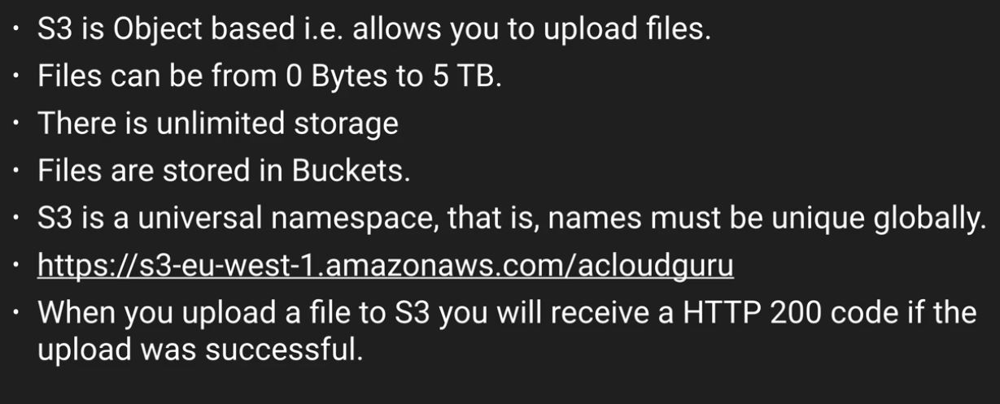 · S3 is Object based i.e. allows you to upload files.
· Files can be from 0 Bytes to 5 TB.
· There is unlimited storage
· Files are stored in Buckets.
· S3 is a universal namespace, that is, names must be unique globally.
· https://s3-eu-west-1.amazonaws.com/acloudguru
· When you upload a file to S3 you will receive a HTTP 200 code if the
upload was successful.